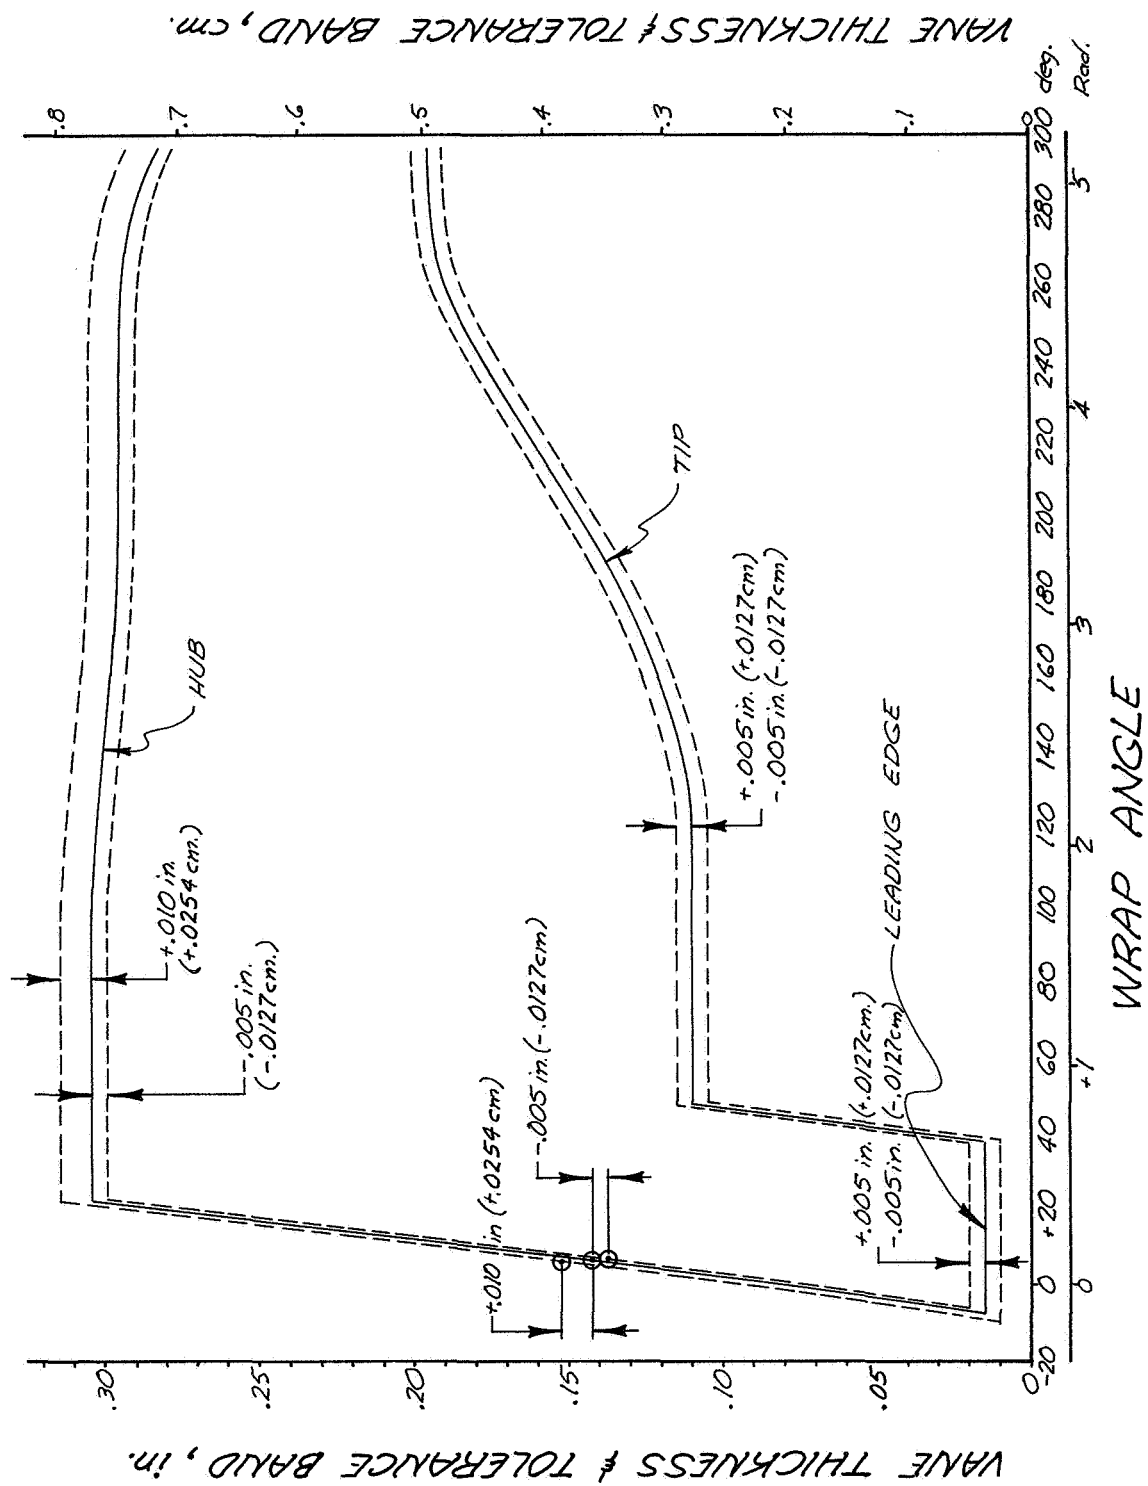 VANE THICKNESS & TOLERANCE BAND, in.
.30
.25
.20
.15
.10
.05
0
VANE THICKNESS & TOLERANCE BAND, cm.
.8
.7
.6
.5
.4
.3
.2
.1
0
+.010 in.
(+.0254 cm.)
-.005 in.
(-.0127 cm.)
HUB
+.010 in (+.0254 cm)
-.005 in. (-.0127 cm)
TIP
+.005 in. (+.0127 cm)
-.005 in. (-.0127 cm)
+.005 in. (+.0127 cm.)
-.005 in. (-.0127 cm)
LEADING EDGE
-20 0 +20 40 60 80 100 120 140 160 180 200 220 240 260 280 300 deg.
0 +1 2 3 4 5 Rad.
WRAP ANGLE